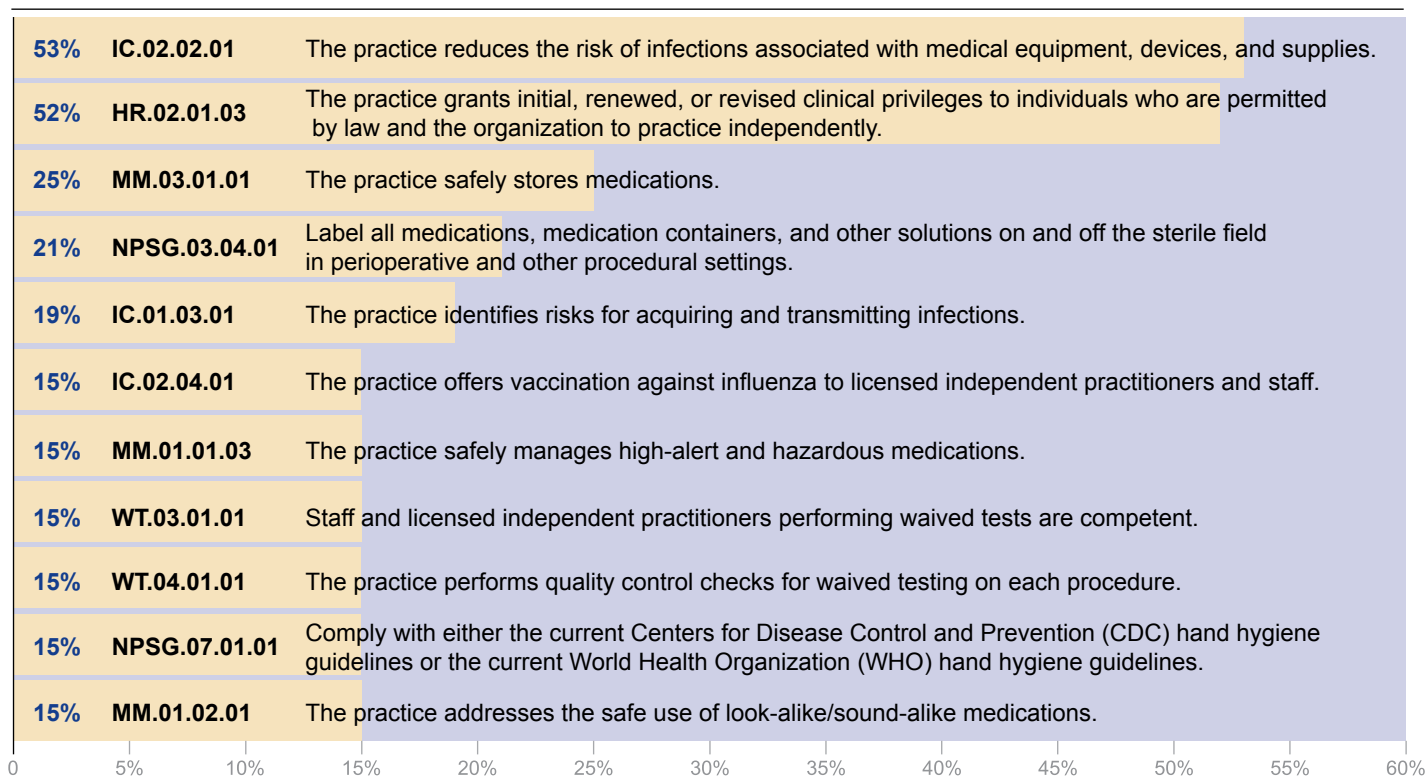 53% IC.02.02.01 The practice reduces the risk of infections associated with medical equipment, devices, and supplies.
52% HR.02.01.03 The practice grants initial, renewed, or revised clinical privileges to individuals who are permitted
by law and the organization to practice independently.
25% MM.03.01.01 The practice safely stores medications.
21% NPSG.03.04.01 Label all medications, medication containers, and other solutions on and off the sterile field
in perioperative and other procedural settings.
19% IC.01.03.01 The practice identifies risks for acquiring and transmitting infections.
15% IC.02.04.01 The practice offers vaccination against influenza to licensed independent practitioners and staff.
15% MM.01.01.03 The practice safely manages high-alert and hazardous medications.
15% WT.03.01.01 Staff and licensed independent practitioners performing waived tests are competent.
15% WT.04.01.01 The practice performs quality control checks for waived testing on each procedure.
15% NPSG.07.01.01 Comply with either the current Centers for Disease Control and Prevention (CDC) hand hygiene
guidelines or the current World Health Organization (WHO) hand hygiene guidelines.
15% MM.01.02.01 The practice addresses the safe use of look-alike/sound-alike medications.
0 5% 10% 15% 20% 25% 30% 35% 40% 45% 50% 55% 60%